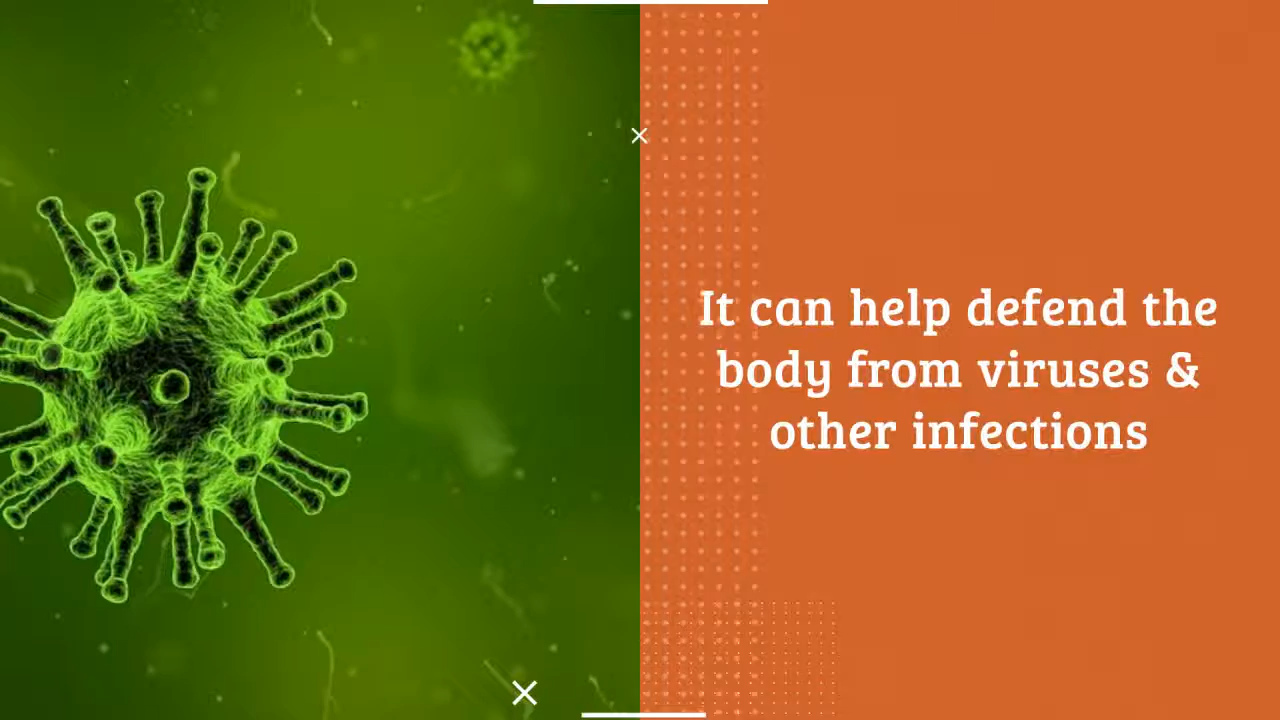 It can help defend the
body from viruses &
other infections